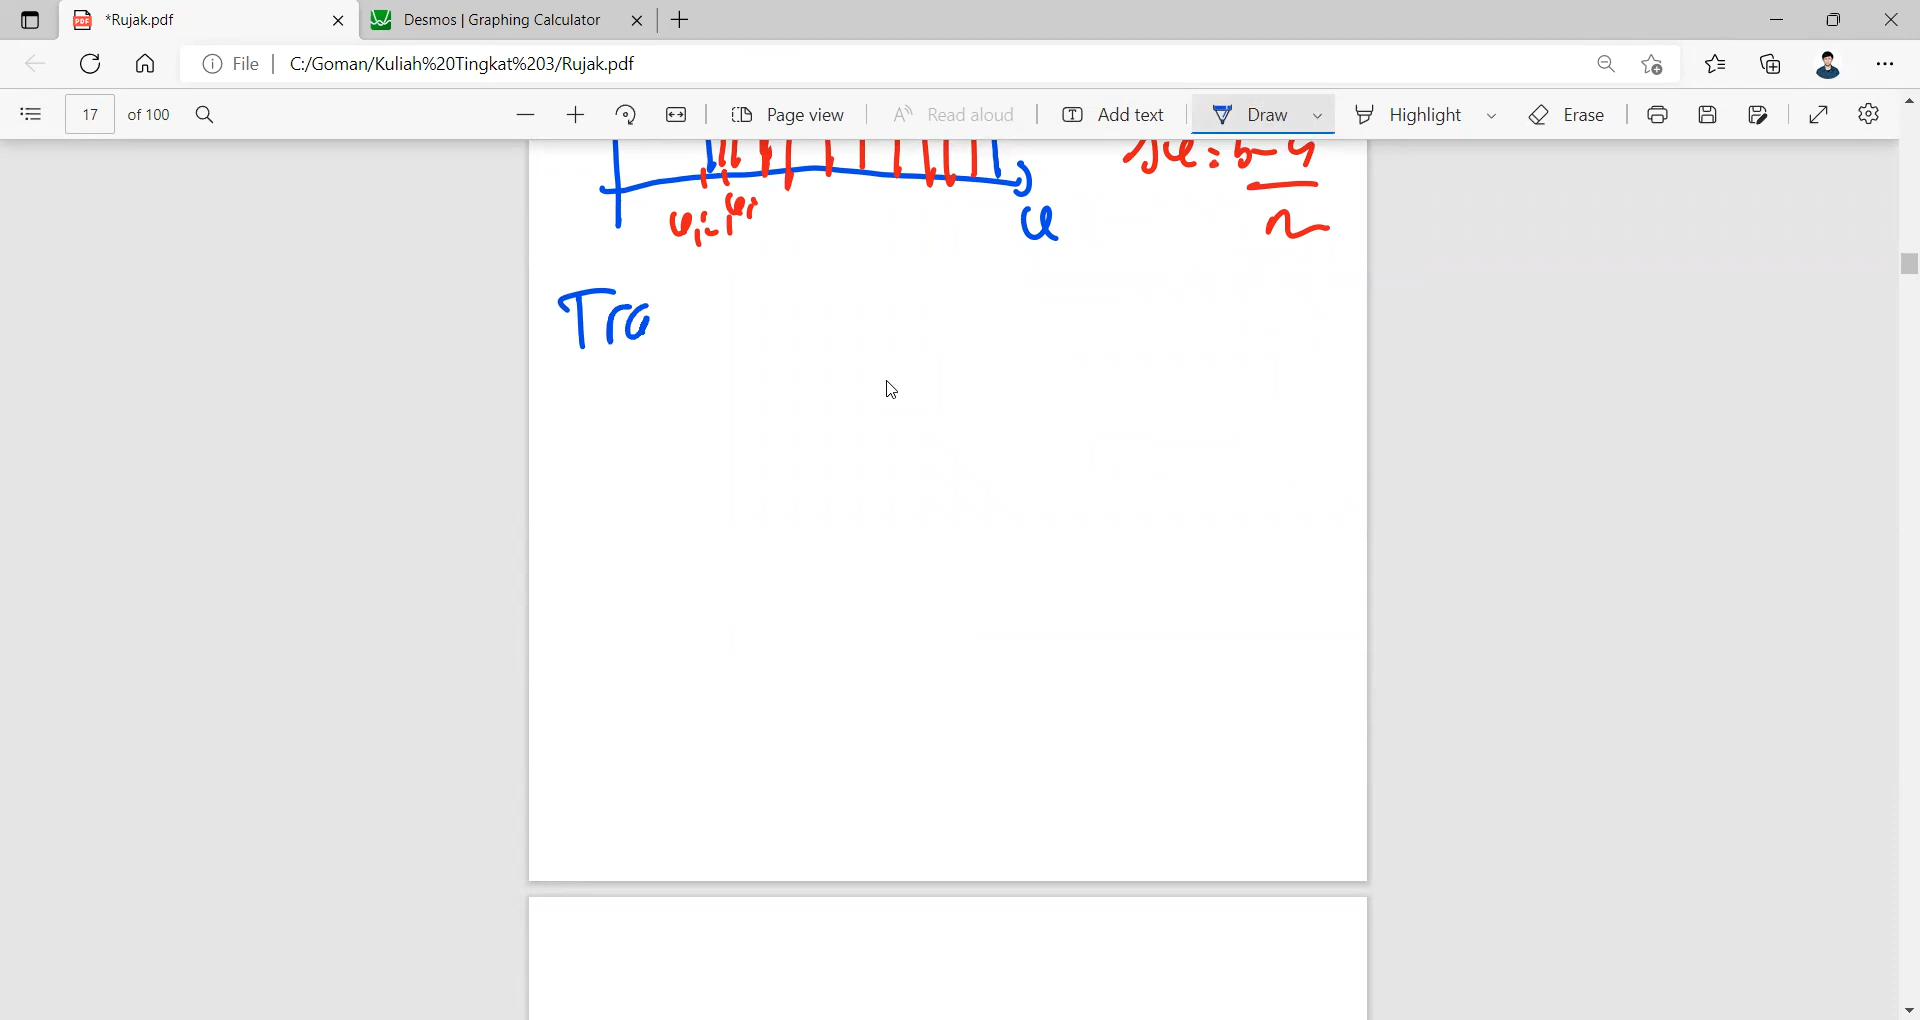 *Rujak.pdf
Desmos | Graphing Calculator
File
C:/Goman/Kuliah%20Tingkat%203/Rujak.pdf
17 of 100
Page view
Read aloud
Add text
Draw
Highlight
Erase
Tra